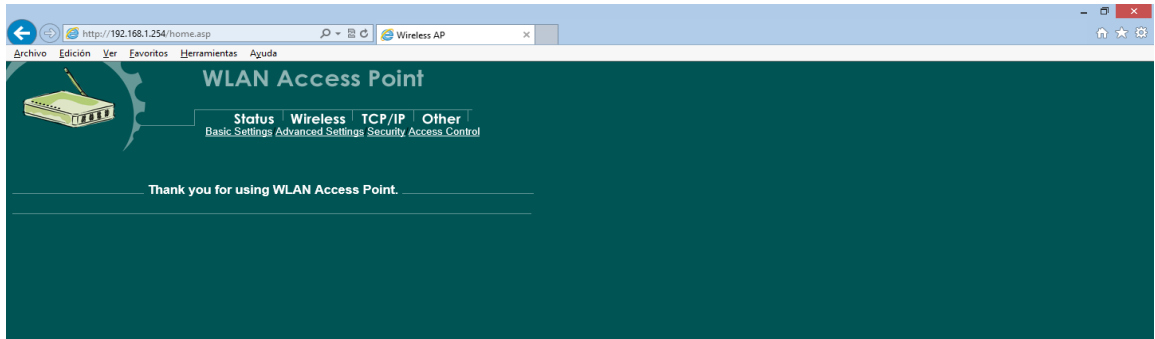 http://192.168.1.254/home.asp
Wireless AP
Archivo Edición Ver Favoritos Herramientas Ayuda
WLAN Access Point
Status Wireless TCP/IP Other
Basic Settings Advanced Settings Security Access Control
Thank you for using WLAN Access Point.